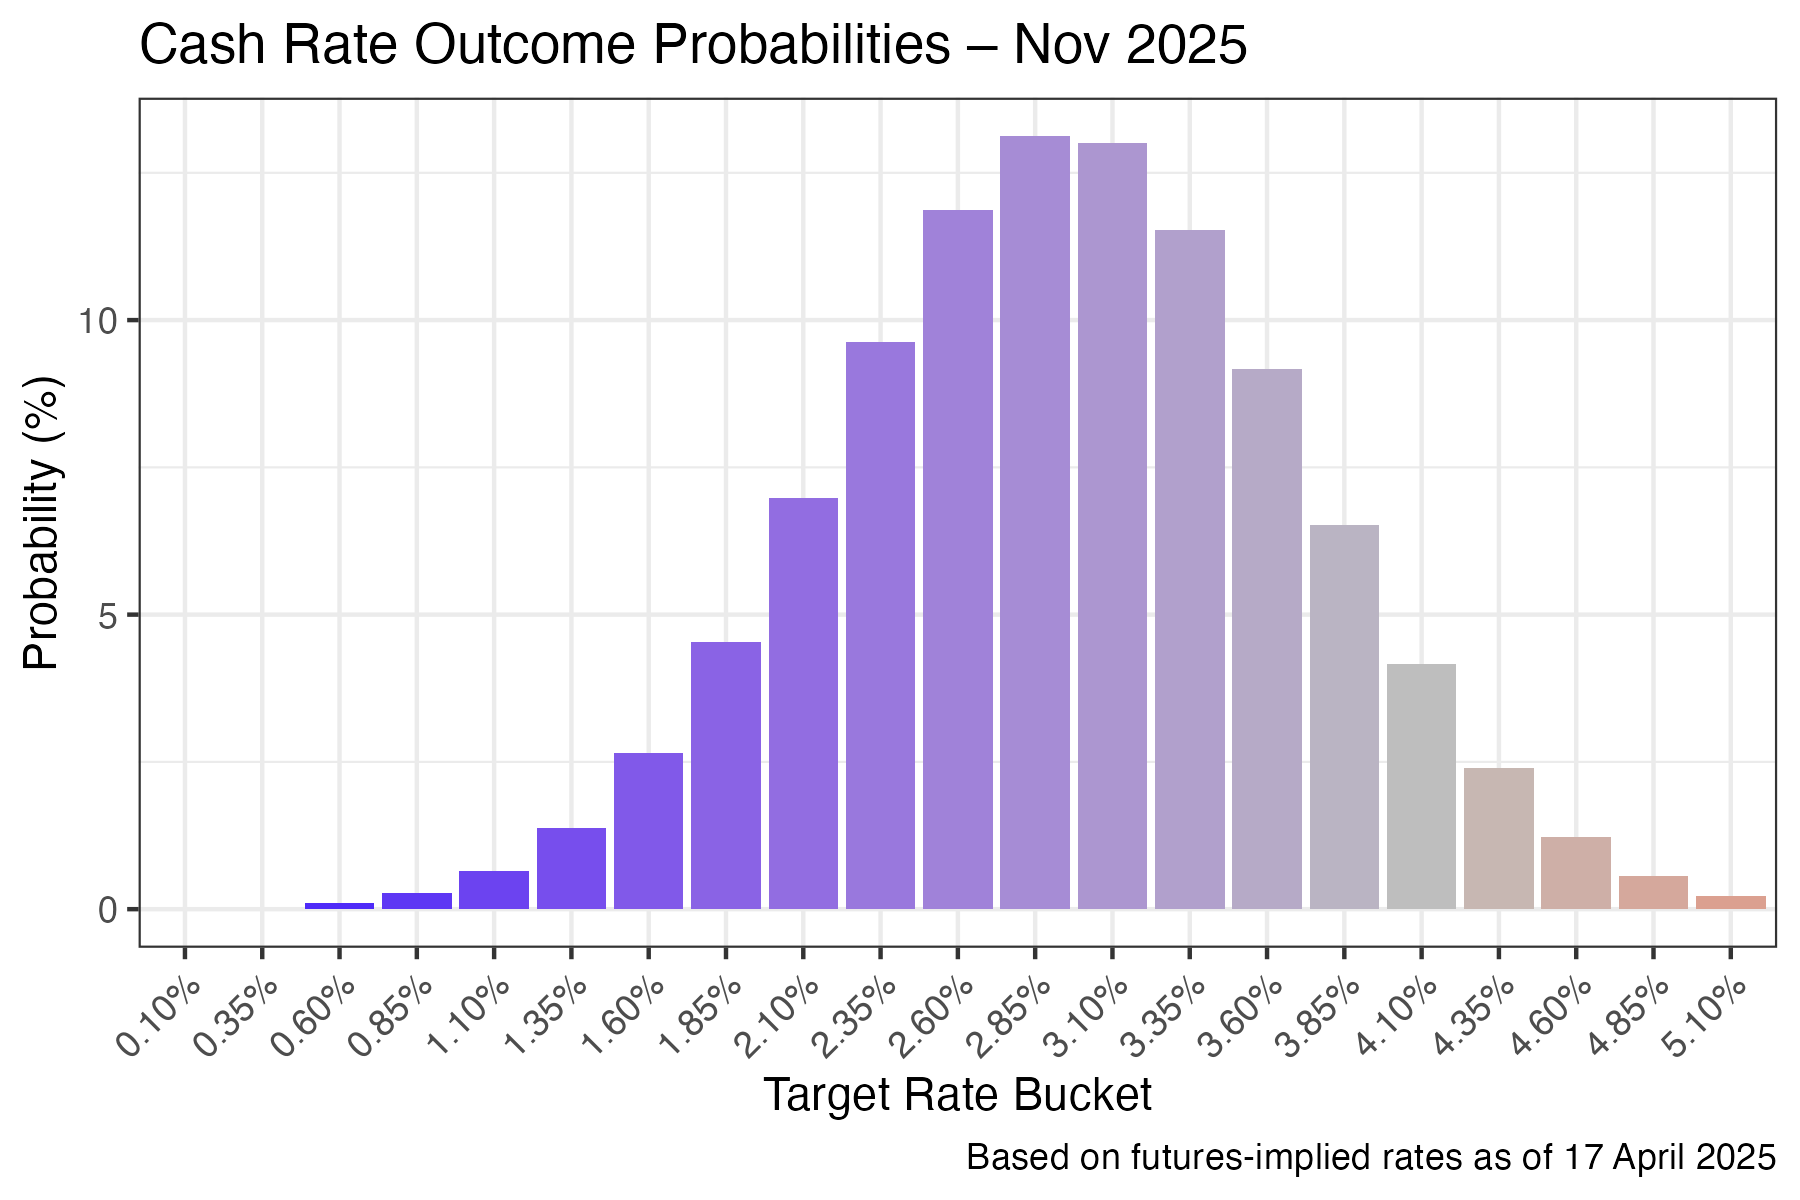 Cash Rate Outcome Probabilities – Nov 2025
Probability (%)
10
5
0
0.10% 0.35% 0.60% 0.85% 1.10% 1.35% 1.60% 1.85% 2.10% 2.35% 2.60% 2.85% 3.10% 3.35% 3.60% 3.85% 4.10% 4.35% 4.60% 4.85% 5.10%
Target Rate Bucket
Based on futures-implied rates as of 17 April 2025